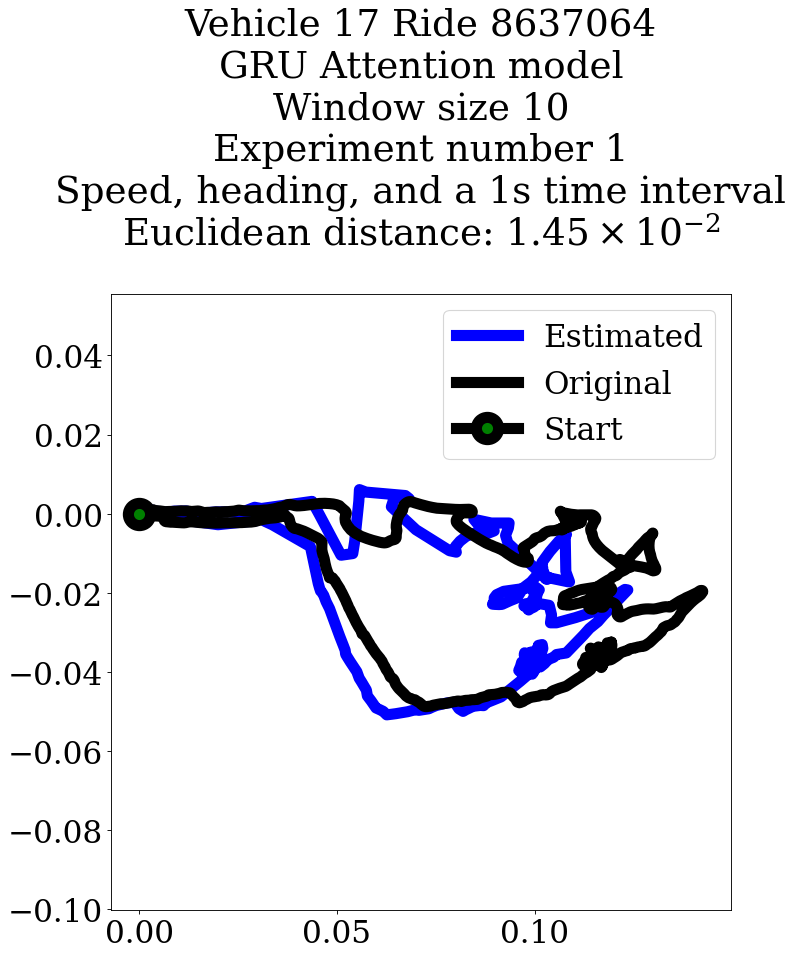 Vehicle 17 Ride 8637064
GRU Attention model
Window size 10
Experiment number 1
Speed, heading, and a 1s time interval
Euclidean distance: 1.45 × 10⁻²
Estimated
Original
Start
0.04
0.02
0.00
−0.02
−0.04
−0.06
−0.08
−0.10
0.00 0.05 0.10